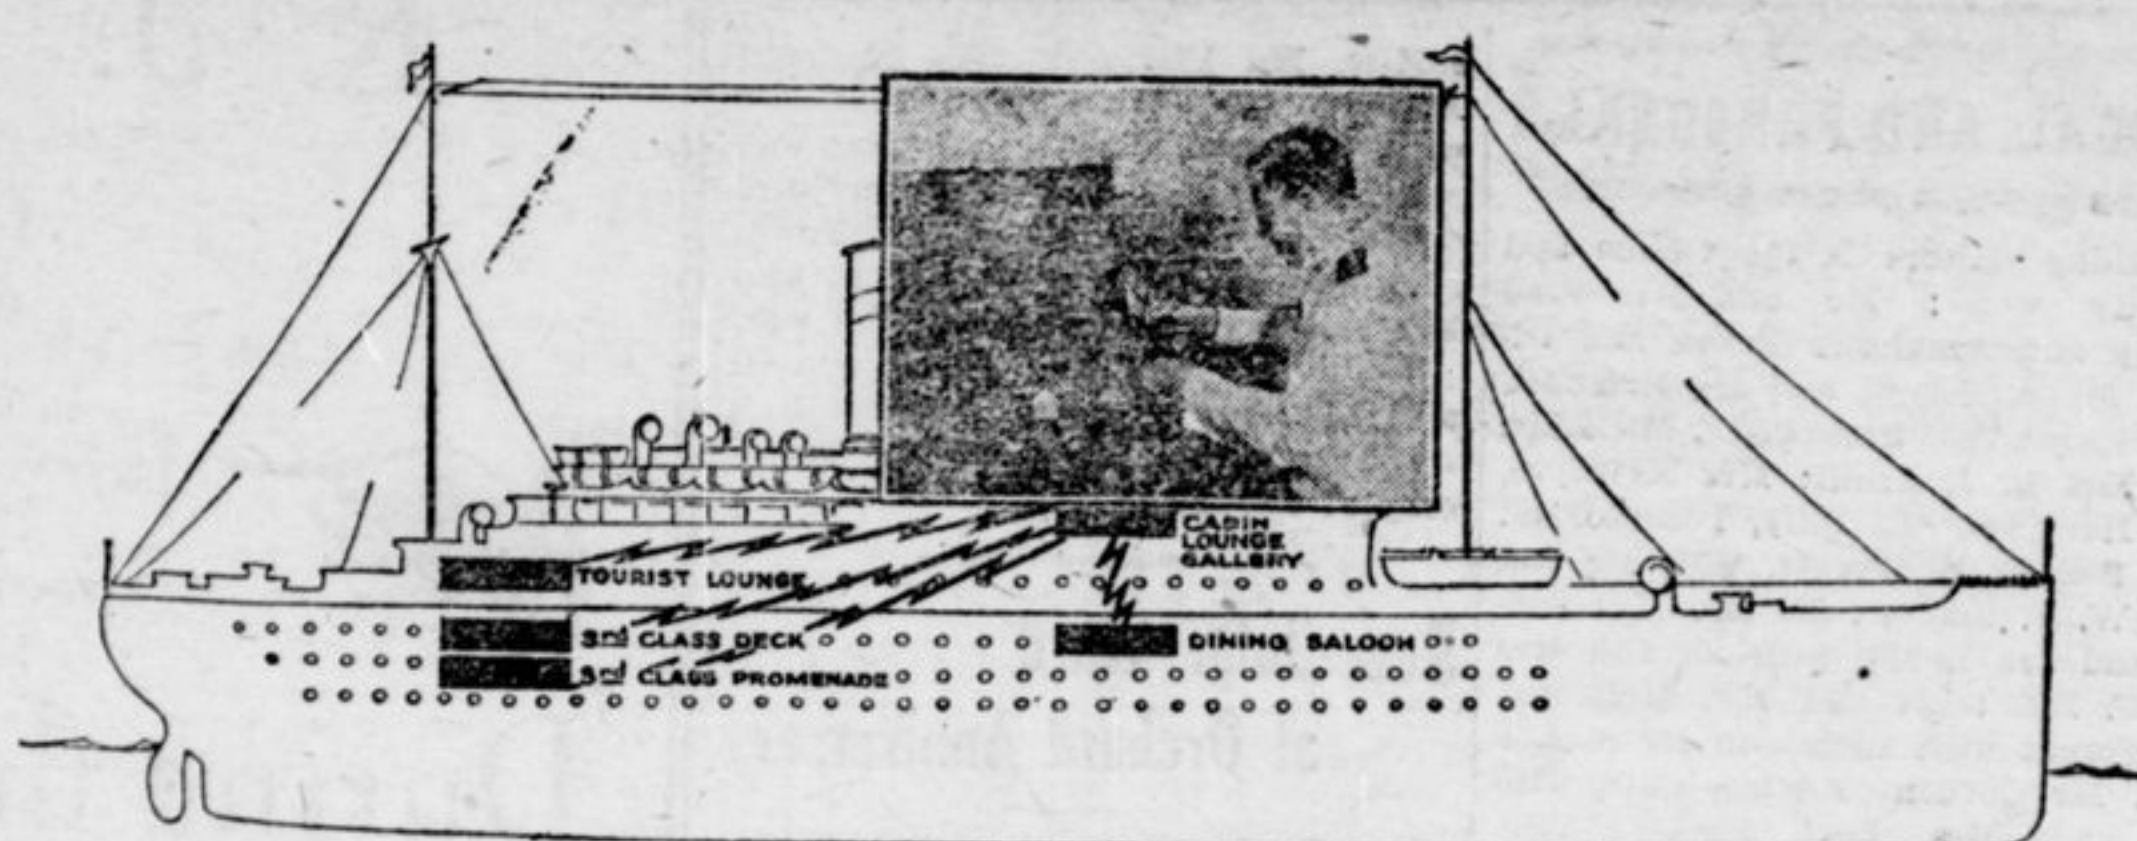 CABIN
LOUNGE
GALLERY
TOURIST LOUNGE
3rd CLASS DECK
DINING SALOON
3rd CLASS PROMENADE